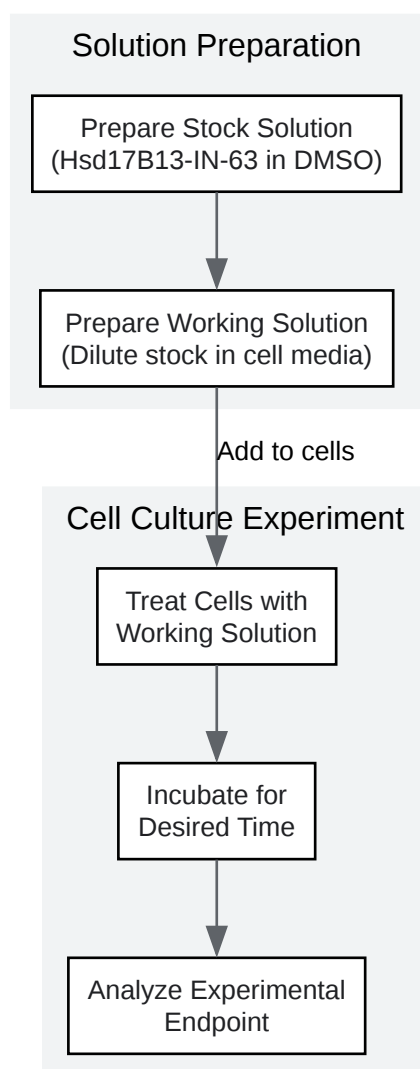 Solution Preparation
Prepare Stock Solution
(Hsd17B13-IN-63 in DMSO)
Prepare Working Solution
(Dilute stock in cell media)
Add to cells
Cell Culture Experiment
Treat Cells with
Working Solution
Incubate for
Desired Time
Analyze Experimental
Endpoint